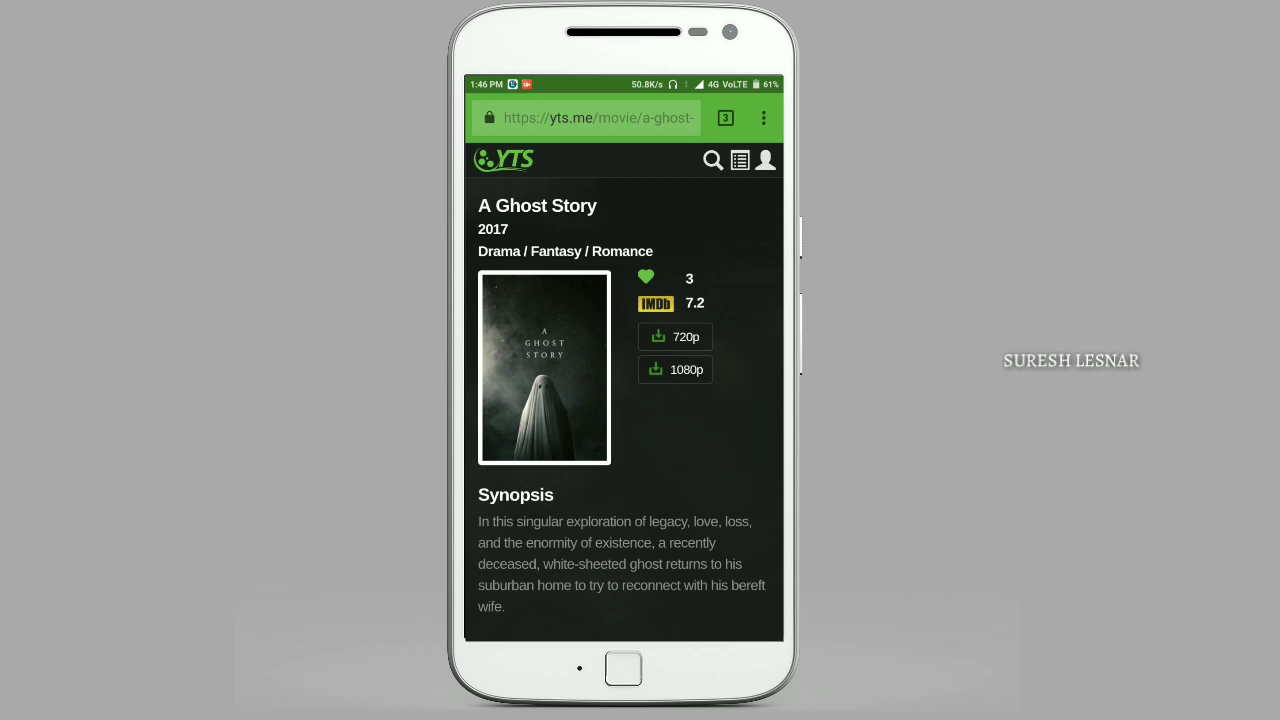 1:46 PM 50.8K/s 4G VoLTE 61%
https://yts.me/movie/a-ghost- 3
YTS
A Ghost Story
2017
Drama / Fantasy / Romance
A
GHOST
STORY
3
IMDb 7.2
720p
1080p
Synopsis
In this singular exploration of legacy, love, loss,
and the enormity of existence, a recently
deceased, white-sheeted ghost returns to his
suburban home to try to reconnect with his bereft
wife.
SURESH LESNAR